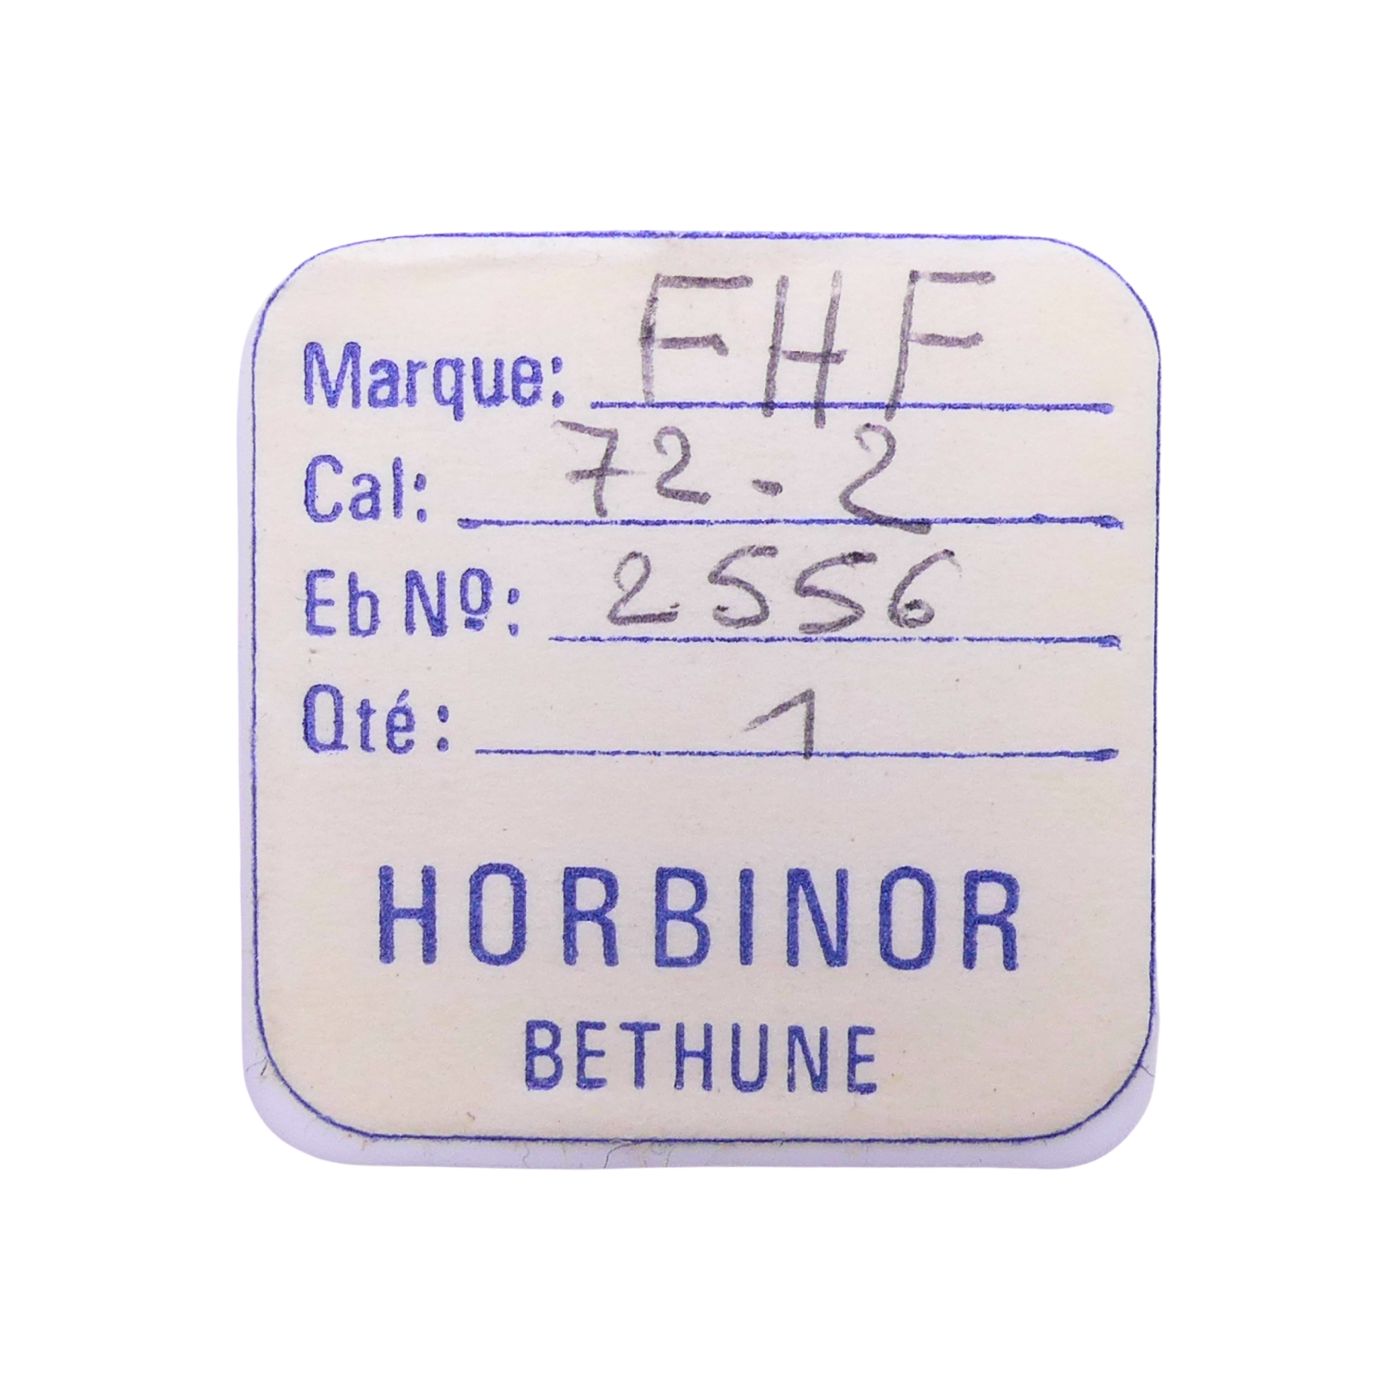 Marque: FHF
Cal: 72-2
Eb Nº: 2556
Qté: 1
HORBINOR
BETHUNE